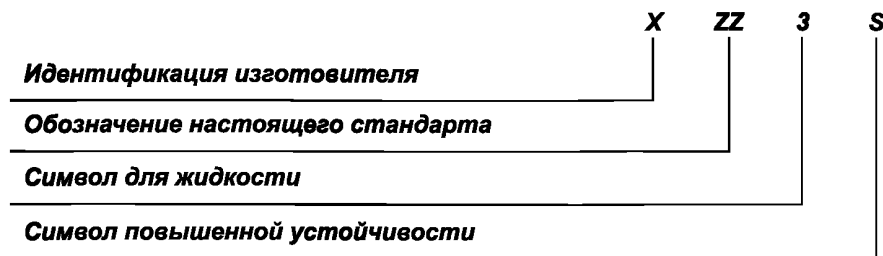 X ZZ 3 S
Идентификация изготовителя
Обозначение настоящего стандарта
Символ для жидкости
Символ повышенной устойчивости